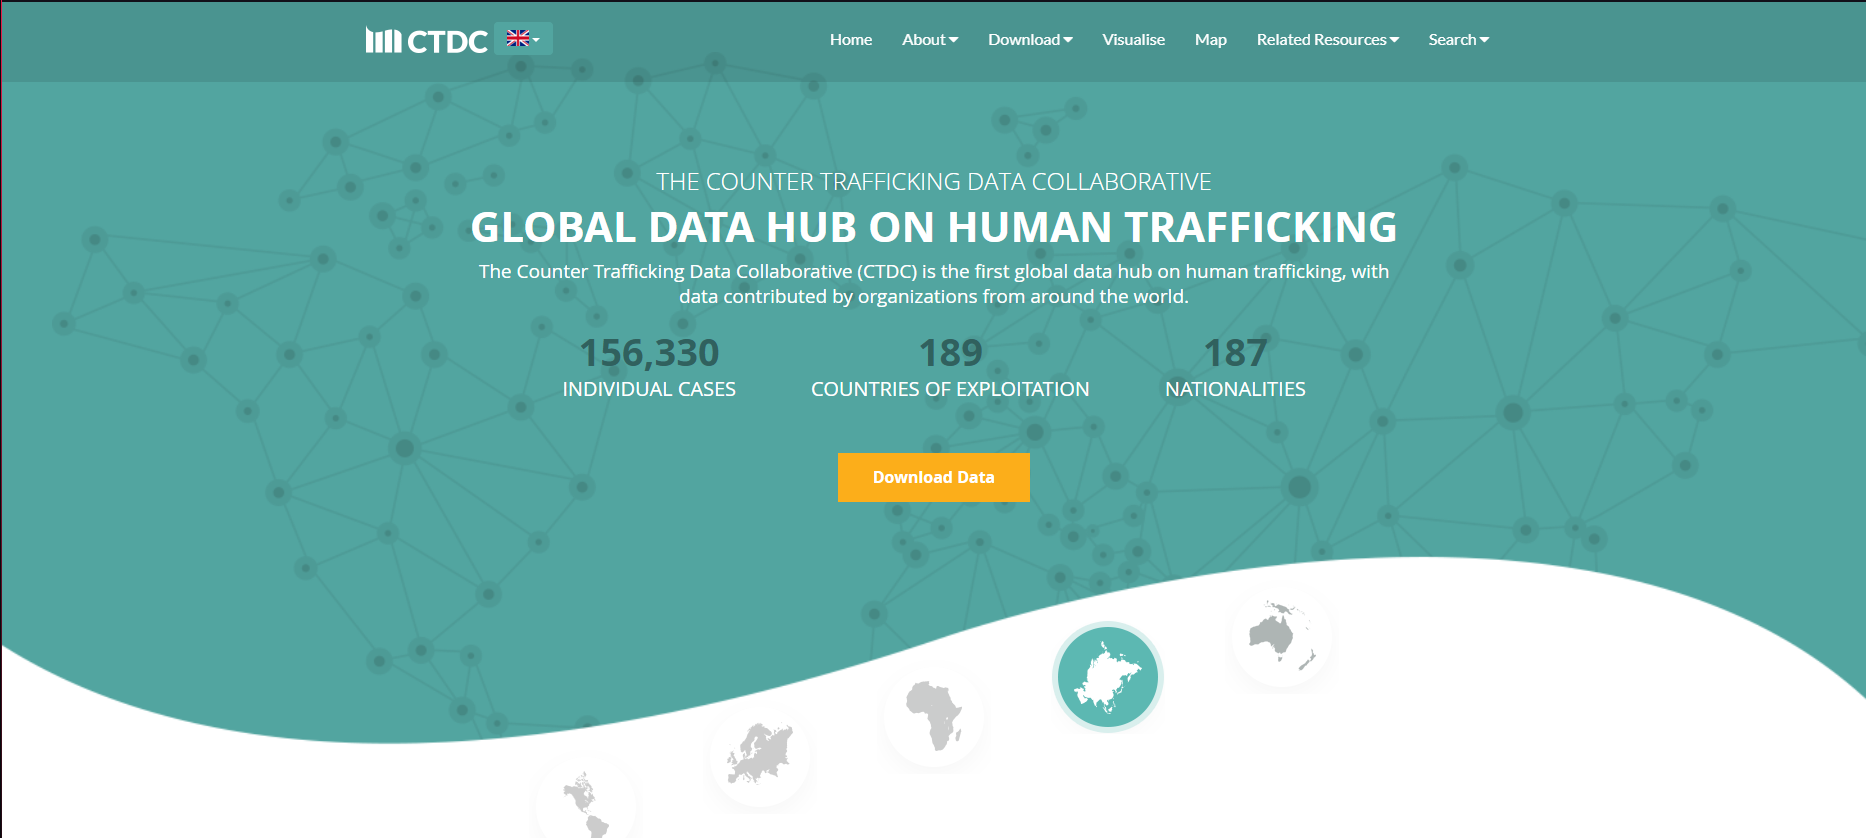 CTDC
Home About Download Visualise Map Related Resources Search
THE COUNTER TRAFFICKING DATA COLLABORATIVE
GLOBAL DATA HUB ON HUMAN TRAFFICKING
The Counter Trafficking Data Collaborative (CTDC) is the first global data hub on human trafficking, with
data contributed by organizations from around the world.
156,330 189 187
INDIVIDUAL CASES COUNTRIES OF EXPLOITATION NATIONALITIES
Download Data